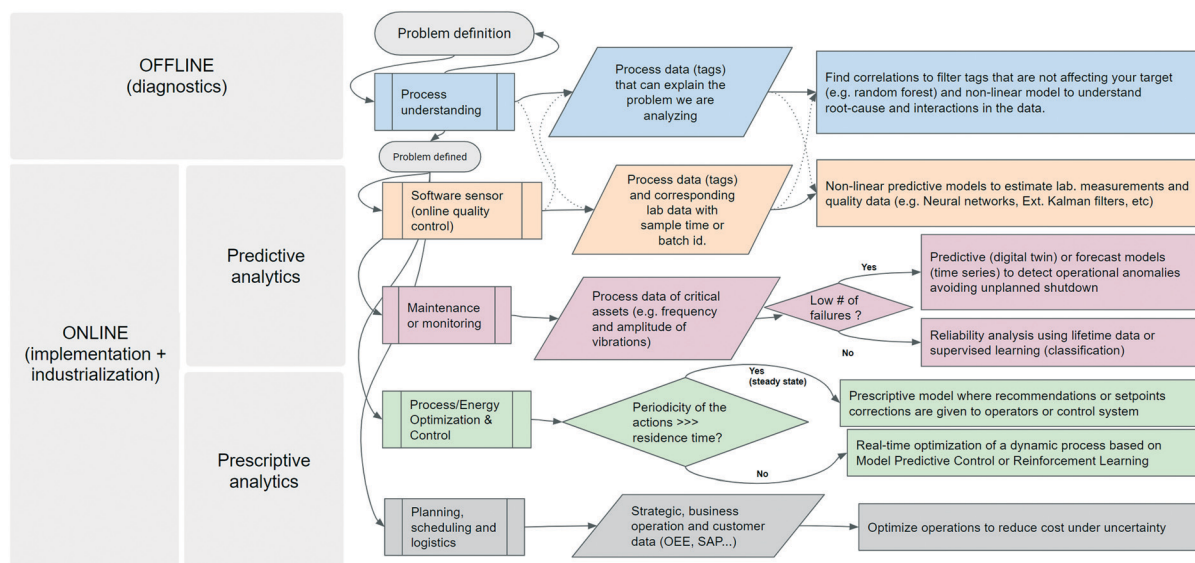 OFFLINE
(diagnostics)
Problem definition
Process
understanding
Process data (tags)
that can explain the
problem we are
analyzing
Find correlations to filter tags that are not affecting your target
(e.g. random forest) and non-linear model to understand
root-cause and interactions in the data.
Problem defined
ONLINE
(implementation +
industrialization)
Predictive
analytics
Software sensor
(online quality
control)
Process data (tags)
and corresponding
lab data with
sample time or
batch id.
Non-linear predictive models to estimate lab. measurements and
quality data (e.g. Neural networks, Ext. Kalman filters, etc)
Maintenance
or monitoring
Process data of critical
assets (e.g. frequency
and amplitude of
vibrations)
Low # of
failures ?
Yes
Predictive (digital twin) or forecast models
(time series) to detect operational anomalies
avoiding unplanned shutdown
No
Reliability analysis using lifetime data or
supervised learning (classification)
Prescriptive
analytics
Process/Energy
Optimization &
Control
Periodicity of the
actions >>>
residence time?
Yes
(steady state)
Prescriptive model where recommendations or setpoints
corrections are given to operators or control system
No
Real-time optimization of a dynamic process based on
Model Predictive Control or Reinforcement Learning
Planning,
scheduling and
logistics
Strategic, business
operation and customer
data (OEE, SAP...)
Optimize operations to reduce cost under uncertainty